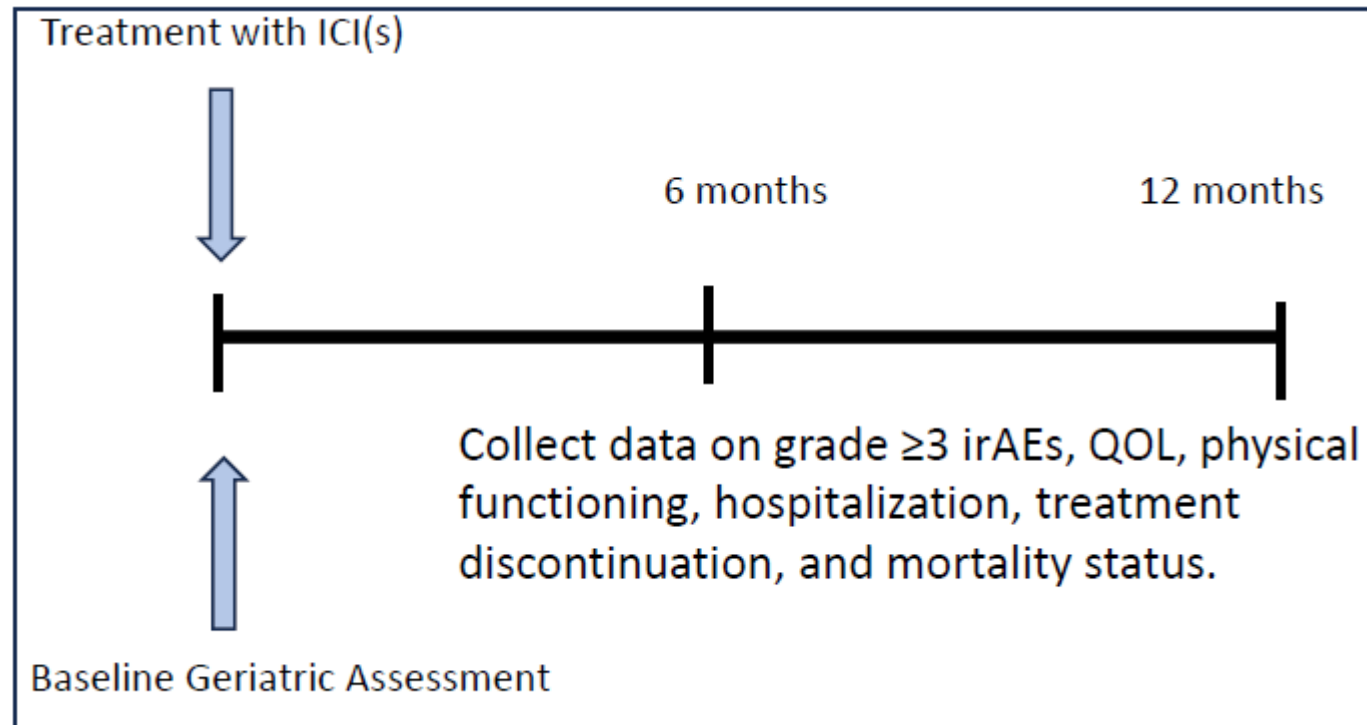 Treatment with ICI(s)
6 months
12 months
Collect data on grade ≥3 irAEs, QOL, physical
functioning, hospitalization, treatment
discontinuation, and mortality status.
Baseline Geriatric Assessment